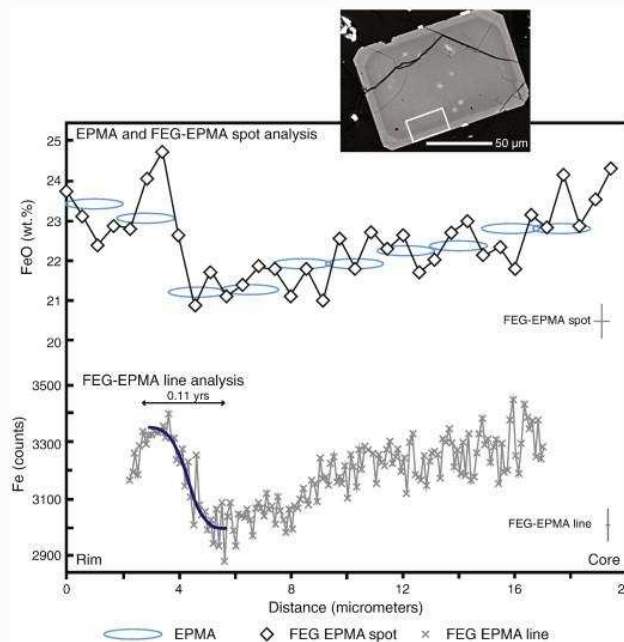 50 µm
EPMA and FEG-EPMA spot analysis
25
24
23
22
21
20
FeO (wt.%)
FEG-EPMA spot
FEG-EPMA line analysis
0.11 yrs
3500
3300
3100
2900
Fe (counts)
FEG-EPMA line
Rim
Core
0 4 8 12 16 2
Distance (micrometers)
EPMA FEG EPMA spot FEG EPMA line